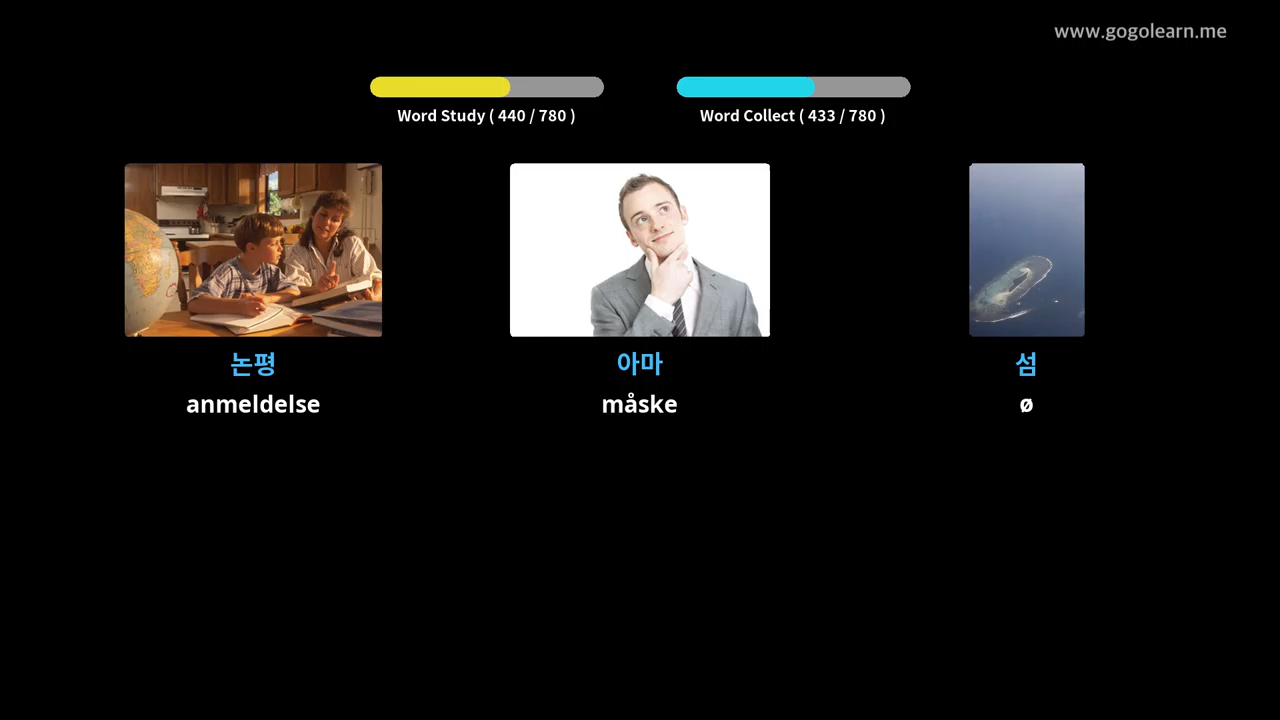 www.gogolearn.me
Word Study ( 440 / 780 )
Word Collect ( 433 / 780 )
논평
anmeldelse
아마
måske
섬
ø